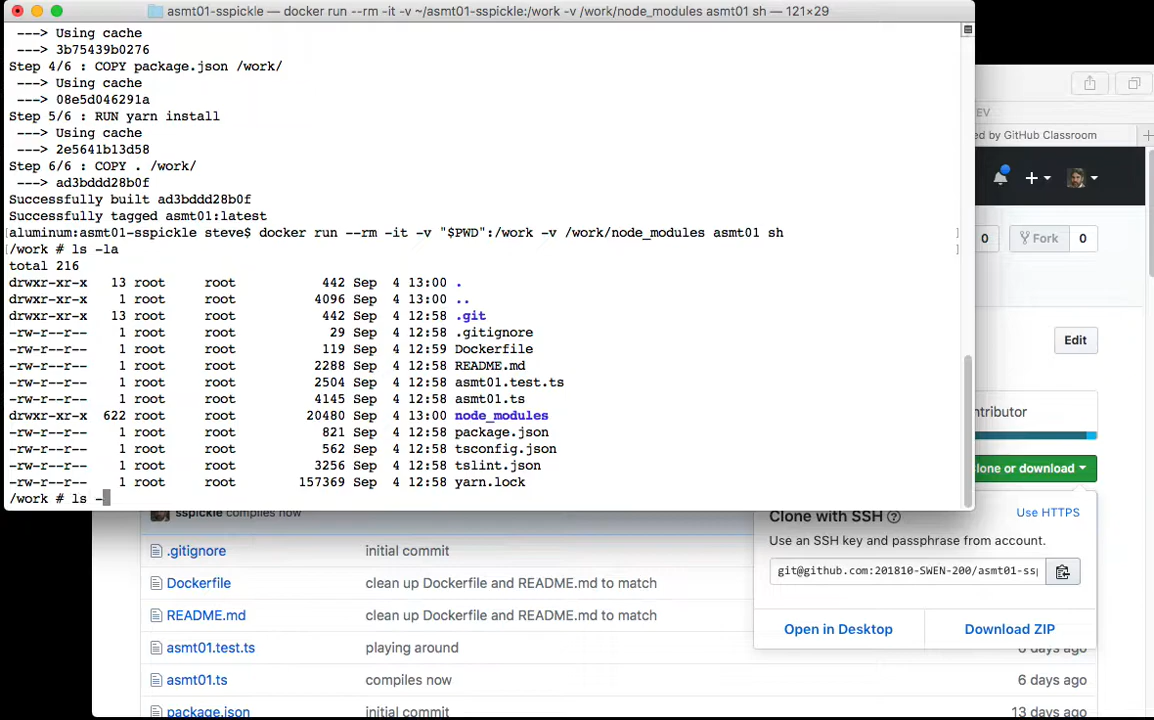 asmt01-sspickle — docker run --rm -it -v ~/asmt01-sspickle:/work -v /work/node_modules asmt01 sh — 121×29
---> Using cache
---> 3b75439b0276
Step 4/6 : COPY package.json /work/
---> Using cache
---> 08e5d046291a
Step 5/6 : RUN yarn install
---> Using cache
---> 2e5641b13d58
Step 6/6 : COPY . /work/
---> ad3bddd28b0f
Successfully built ad3bddd28b0f
Successfully tagged asmt01:latest
[aluminum:asmt01-sspickle steve$ docker run --rm -it -v "$PWD":/work -v /work/node_modules asmt01 sh ]
[/work # ls -la ]
total 216
drwxr-xr-x 13 root root 442 Sep 4 13:00 .
drwxr-xr-x 1 root root 4096 Sep 4 13:00 ..
drwxr-xr-x 13 root root 442 Sep 4 12:58 .git
-rw-r--r-- 1 root root 29 Sep 4 12:58 .gitignore
-rw-r--r-- 1 root root 119 Sep 4 12:59 Dockerfile
-rw-r--r-- 1 root root 2288 Sep 4 12:58 README.md
-rw-r--r-- 1 root root 2504 Sep 4 12:58 asmt01.test.ts
-rw-r--r-- 1 root root 4145 Sep 4 12:58 asmt01.ts
drwxr-xr-x 622 root root 20480 Sep 4 13:00 node_modules
-rw-r--r-- 1 root root 821 Sep 4 12:58 package.json
-rw-r--r-- 1 root root 562 Sep 4 12:58 tsconfig.json
-rw-r--r-- 1 root root 3256 Sep 4 12:58 tslint.json
-rw-r--r-- 1 root root 157369 Sep 4 12:58 yarn.lock
/work # ls -
EV
ed by GitHub Classroom
0 Fork 0
Edit
ntributor
lone or download
sspickle compiles now
Clone with SSH
Use HTTPS
Use an SSH key and passphrase from account.
git@github.com:201810-SWEN-200/asmt01-ssp
Open in Desktop
Download ZIP
.gitignore initial commit
Dockerfile clean up Dockerfile and README.md to match
README.md clean up Dockerfile and README.md to match
asmt01.test.ts playing around 6 days ago
asmt01.ts compiles now 6 days ago
package.json initial commit 13 days ago